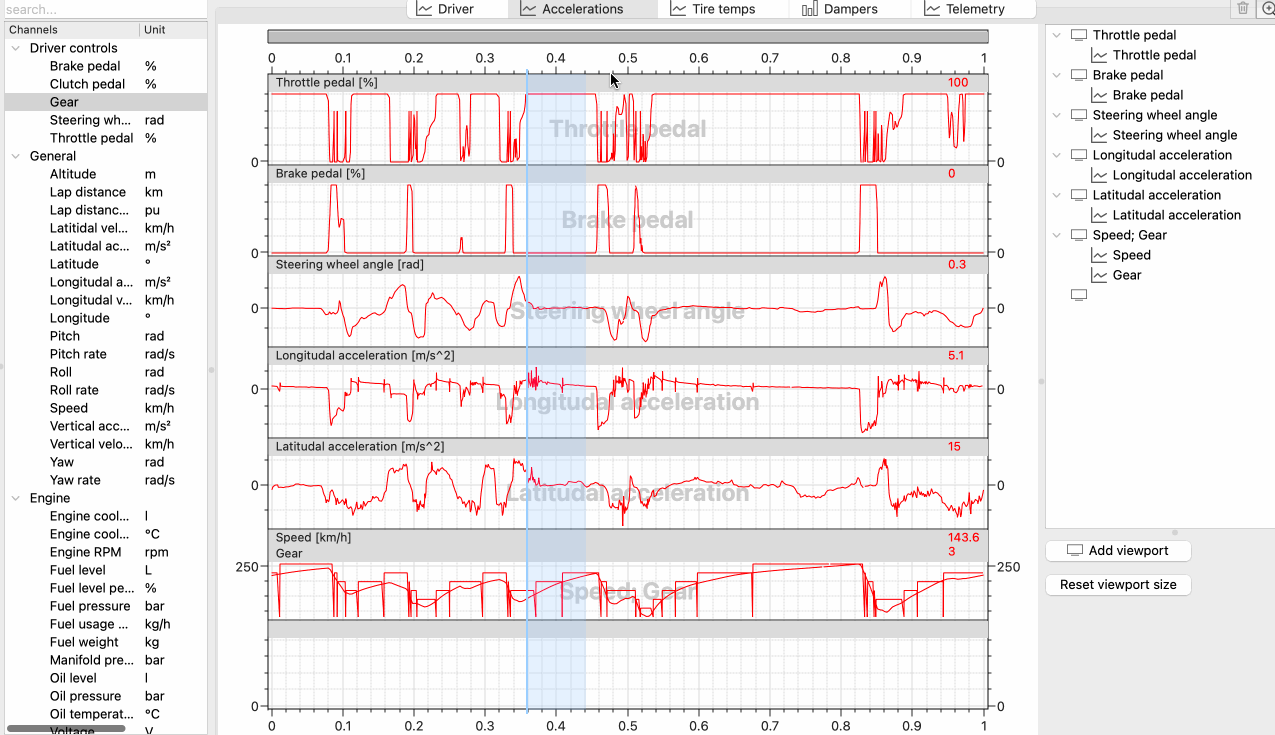 search...
Driver
Accelerations
Tire temps
Dampers
Telemetry
Channels Unit
Driver controls
Brake pedal %
Clutch pedal %
Gear
Steering wh... rad
Throttle pedal %
General
Altitude m
Lap distance km
Lap distanc... pu
Latitidal vel... km/h
Latitudal ac... m/s²
Latitude °
Longitudal a... m/s²
Longitudal v... km/h
Longitude °
Pitch rad
Pitch rate rad/s
Roll rad
Roll rate rad/s
Speed km/h
Vertical acc... m/s²
Vertical velo... km/h
Yaw rad
Yaw rate rad/s
Engine
Engine cool... l
Engine cool... °C
Engine RPM rpm
Fuel level L
Fuel level pe... %
Fuel pressure bar
Fuel usage ... kg/h
Fuel weight kg
Manifold pre... bar
Oil level l
Oil pressure bar
Oil temperat... °C
Voltage V
0 0.1 0.2 0.3 0.4 0.5 0.6 0.7 0.8 0.9 1
Throttle pedal [%] 100
Throttle pedal
0 0
Brake pedal [%] 0
Brake pedal
0 0
Steering wheel angle [rad] 0.3
0 0
Steering wheel angle
Longitudal acceleration [m/s^2] 5.1
0 0
Longitudal acceleration
Latitudal acceleration [m/s^2] 15
0 0
Latitudal acceleration
Speed [km/h] 143.6
Gear 3
250 250
Speed; Gear
0 0
0 0.1 0.2 0.3 0.4 0.5 0.6 0.7 0.8 0.9 1
Throttle pedal
Throttle pedal
Brake pedal
Brake pedal
Steering wheel angle
Steering wheel angle
Longitudal acceleration
Longitudal acceleration
Latitudal acceleration
Latitudal acceleration
Speed; Gear
Speed
Gear
Add viewport
Reset viewport size